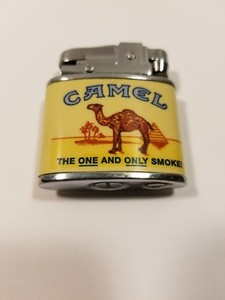 CAMEL
THE ONE AND ONLY SMOKE